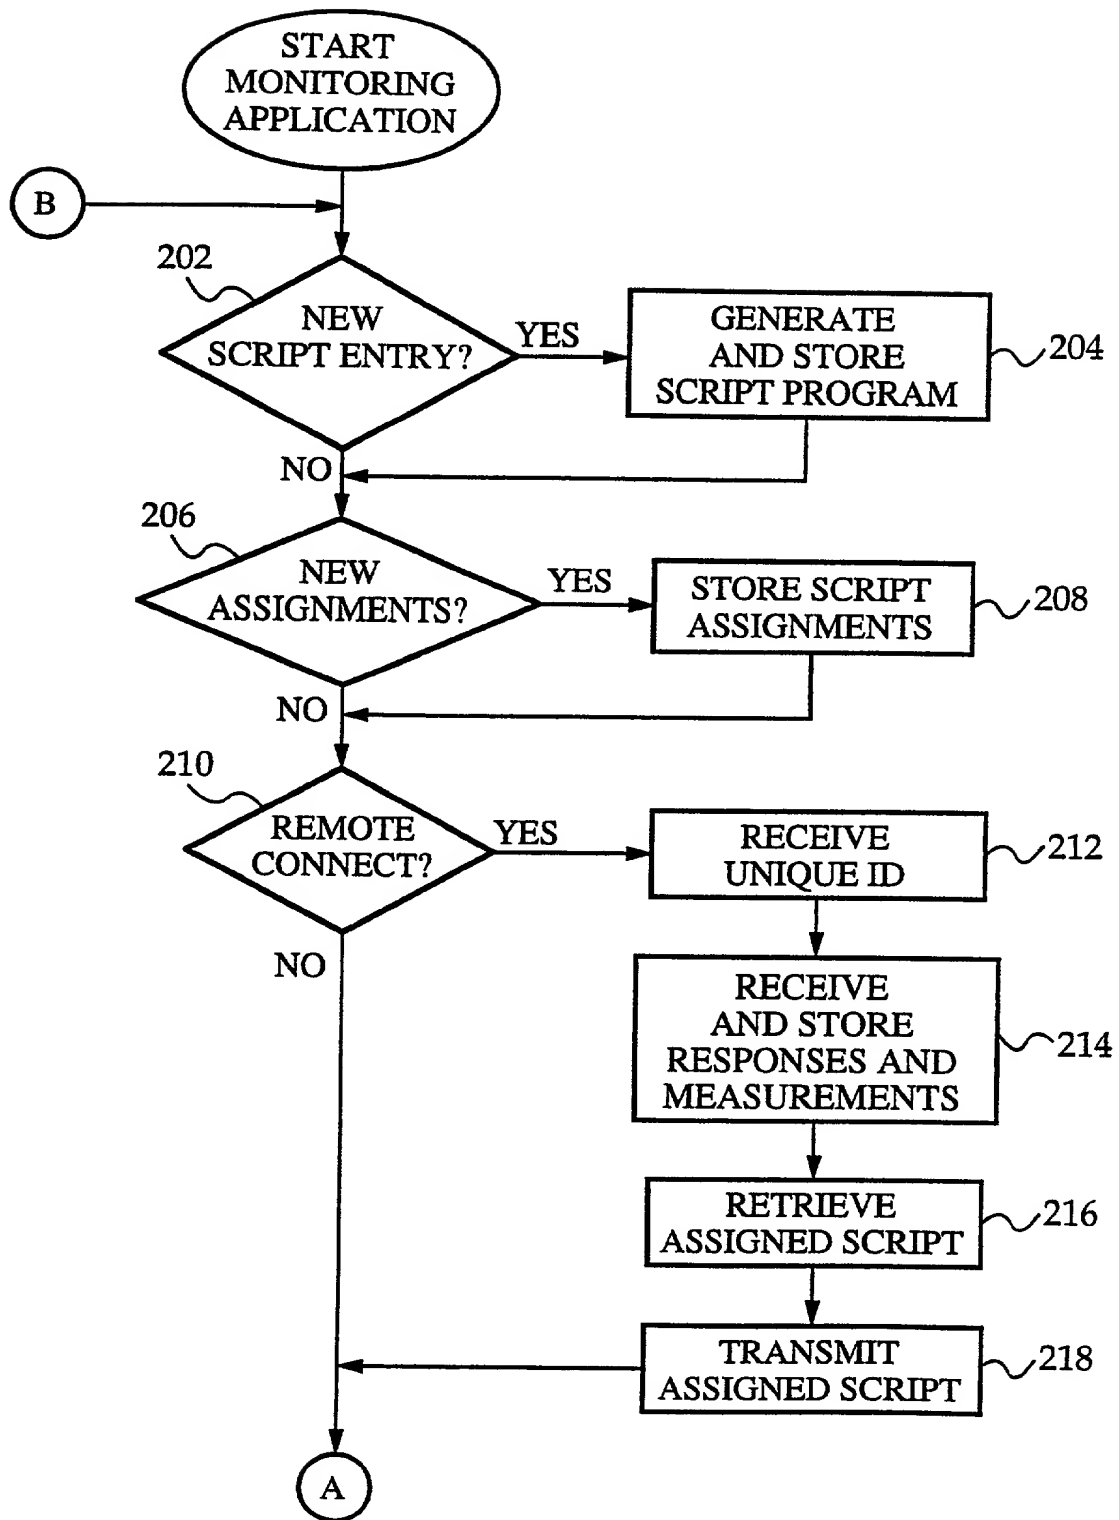 START
MONITORING
APPLICATION
B
202
NEW
SCRIPT ENTRY?
YES
GENERATE
AND STORE
SCRIPT PROGRAM
204
NO
206
NEW
ASSIGNMENTS?
YES
STORE SCRIPT
ASSIGNMENTS
208
NO
210
REMOTE
CONNECT?
YES
RECEIVE
UNIQUE ID
212
NO
RECEIVE
AND STORE
RESPONSES AND
MEASUREMENTS
214
RETRIEVE
ASSIGNED SCRIPT
216
TRANSMIT
ASSIGNED SCRIPT
218
A